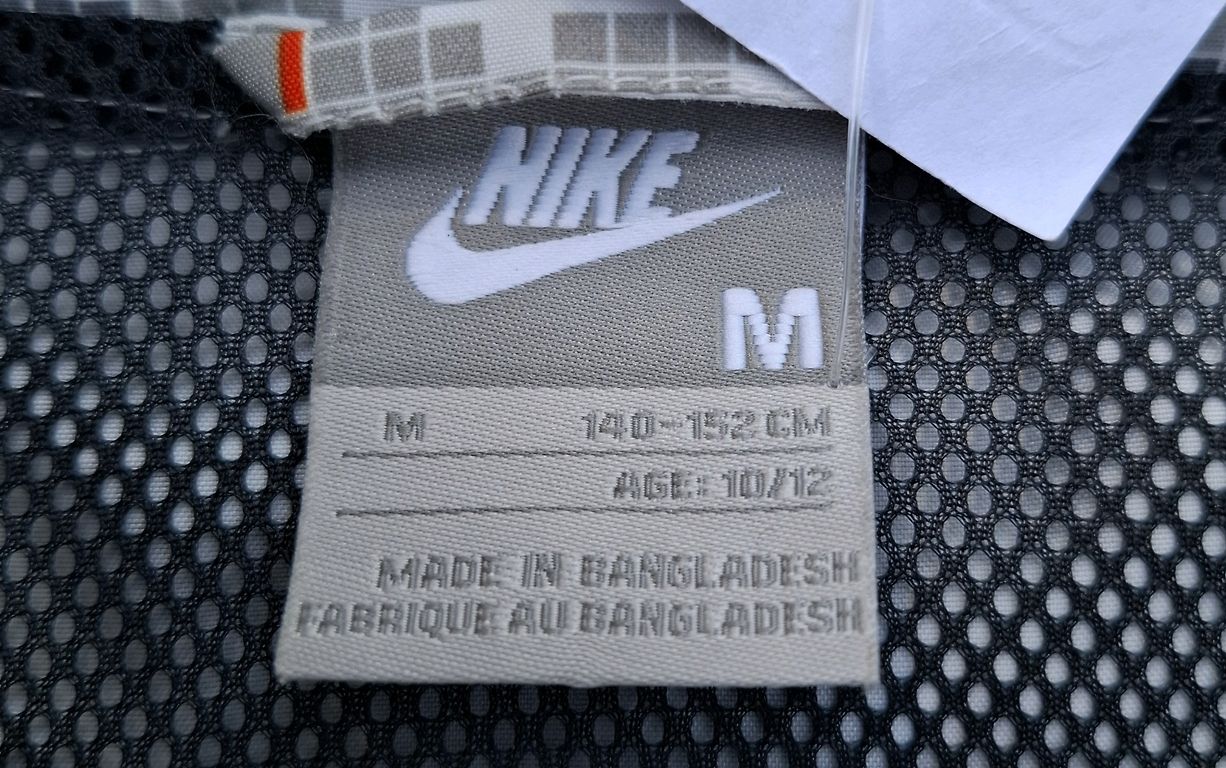 NIKE
M
M 140-152 CM
AGE: 10/12
MADE IN BANGLADESH
FABRIQUE AU BANGLADESH